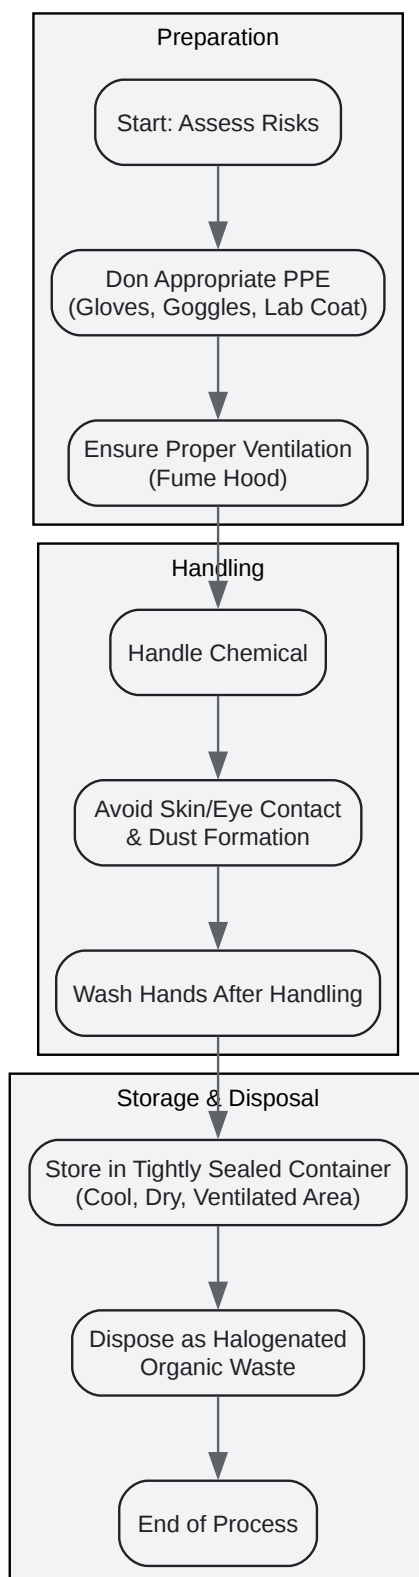 Preparation
Start: Assess Risks
Don Appropriate PPE
(Gloves, Goggles, Lab Coat)
Ensure Proper Ventilation
(Fume Hood)
Handling
Handle Chemical
Avoid Skin/Eye Contact
& Dust Formation
Wash Hands After Handling
Storage & Disposal
Store in Tightly Sealed Container
(Cool, Dry, Ventilated Area)
Dispose as Halogenated
Organic Waste
End of Process